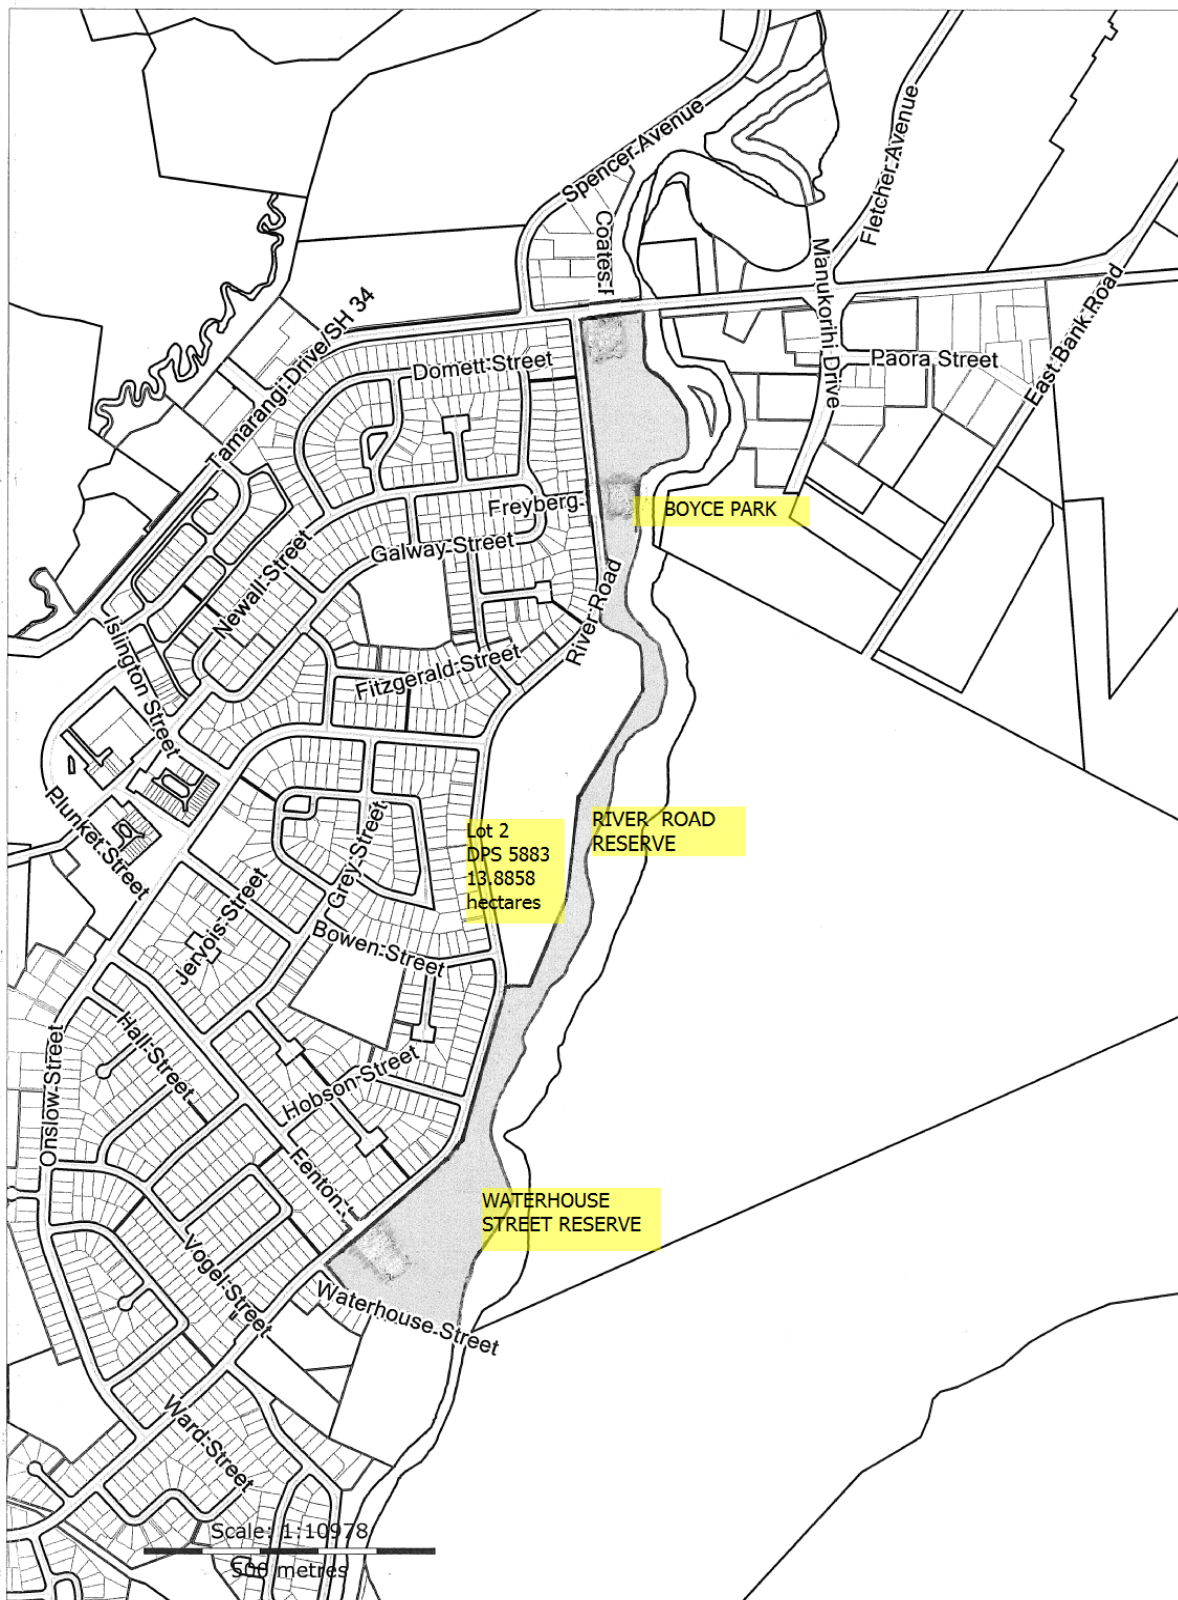 Spencer Avenue
Fletcher Avenue
Coates
Manukorihi Drive
East Bank Road
Paora Street
Tamarangi Drive/SH 34
Domett Street
Freyberg
BOYCE PARK
Galway Street
Newall Street
River Road
Islington Street
Fitzgerald Street
Plunket Street
Grey Street
Lot 2
DPS 5883
13.8858
hectares
RIVER ROAD
RESERVE
Jervois Street
Bowen Street
Hall Street
Onslow Street
Hobson Street
Fenton
WATERHOUSE
STREET RESERVE
Vogel Street
Waterhouse Street
Ward Street
Scale: 1:10978
500 metres